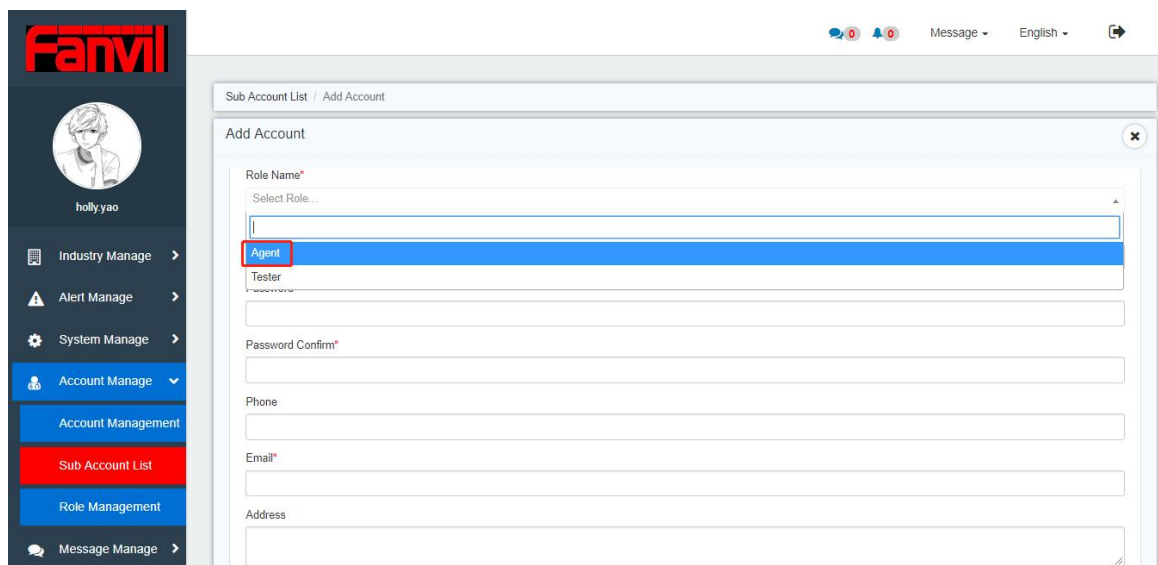 Fanvil
0 0 Message English
Sub Account List / Add Account
Add Account
Role Name*
Select Role...
Agent
Tester
Password
Password Confirm*
Phone
Email*
Address
holly.yao
Industry Manage
Alert Manage
System Manage
Account Manage
Account Management
Sub Account List
Role Management
Message Manage